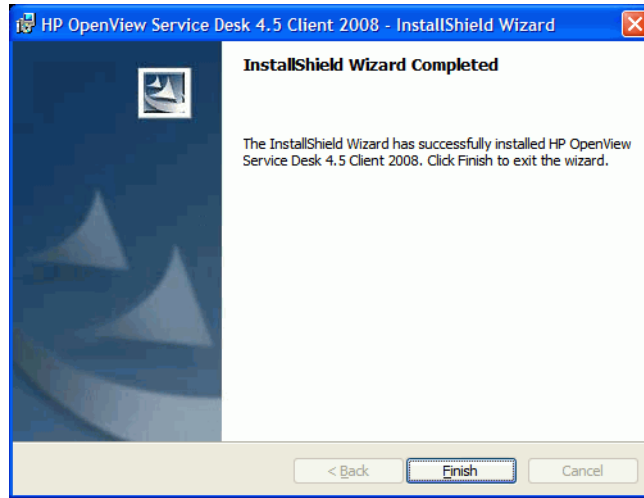 HP OpenView Service Desk 4.5 Client 2008 - InstallShield Wizard
InstallShield Wizard Completed
The InstallShield Wizard has successfully installed HP OpenView
Service Desk 4.5 Client 2008. Click Finish to exit the wizard.
< Back Finish Cancel